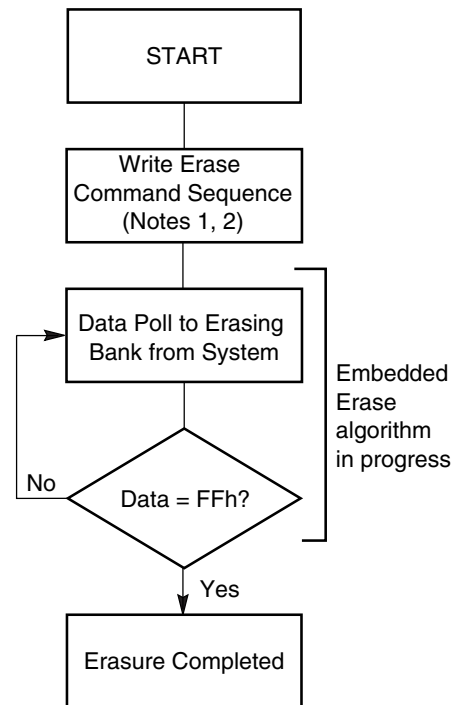 START
Write Erase
Command Sequence
(Notes 1, 2)
Data Poll to Erasing
Bank from System
Embedded
Erase
algorithm
in progress
No
Data = FFh?
Yes
Erasure Completed